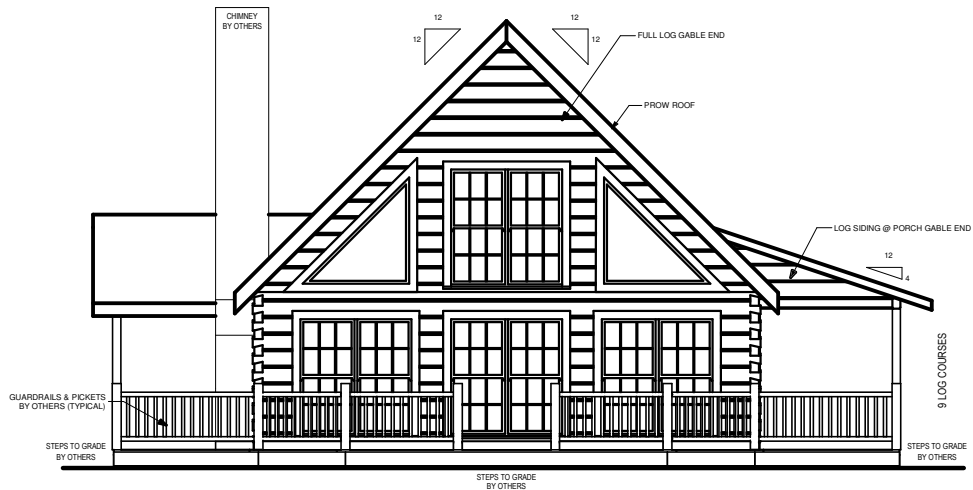 CHIMNEY
BY OTHERS
12
12
12
12
FULL LOG GABLE END
PROW ROOF
LOG SIDING @ PORCH GABLE END
12
4
9 LOG COURSES
GUARDRAILS & PICKETS
BY OTHERS (TYPICAL)
STEPS TO GRADE
BY OTHERS
STEPS TO GRADE
BY OTHERS
STEPS TO GRADE
BY OTHERS